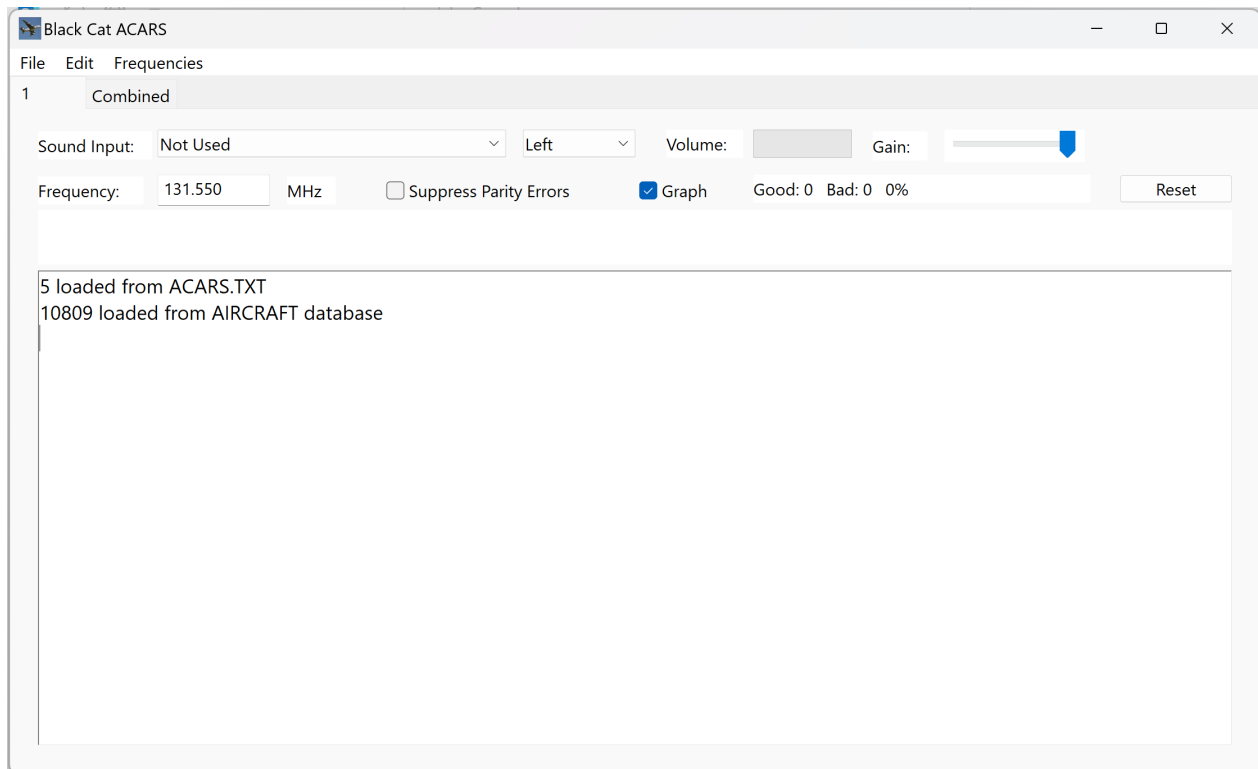 Black Cat ACARS
File Edit Frequencies
1 Combined
Sound Input: Not Used Left Volume: Gain:
Frequency: 131.550 MHz Suppress Parity Errors Graph Good: 0 Bad: 0 0% Reset
5 loaded from ACARS.TXT
10809 loaded from AIRCRAFT database